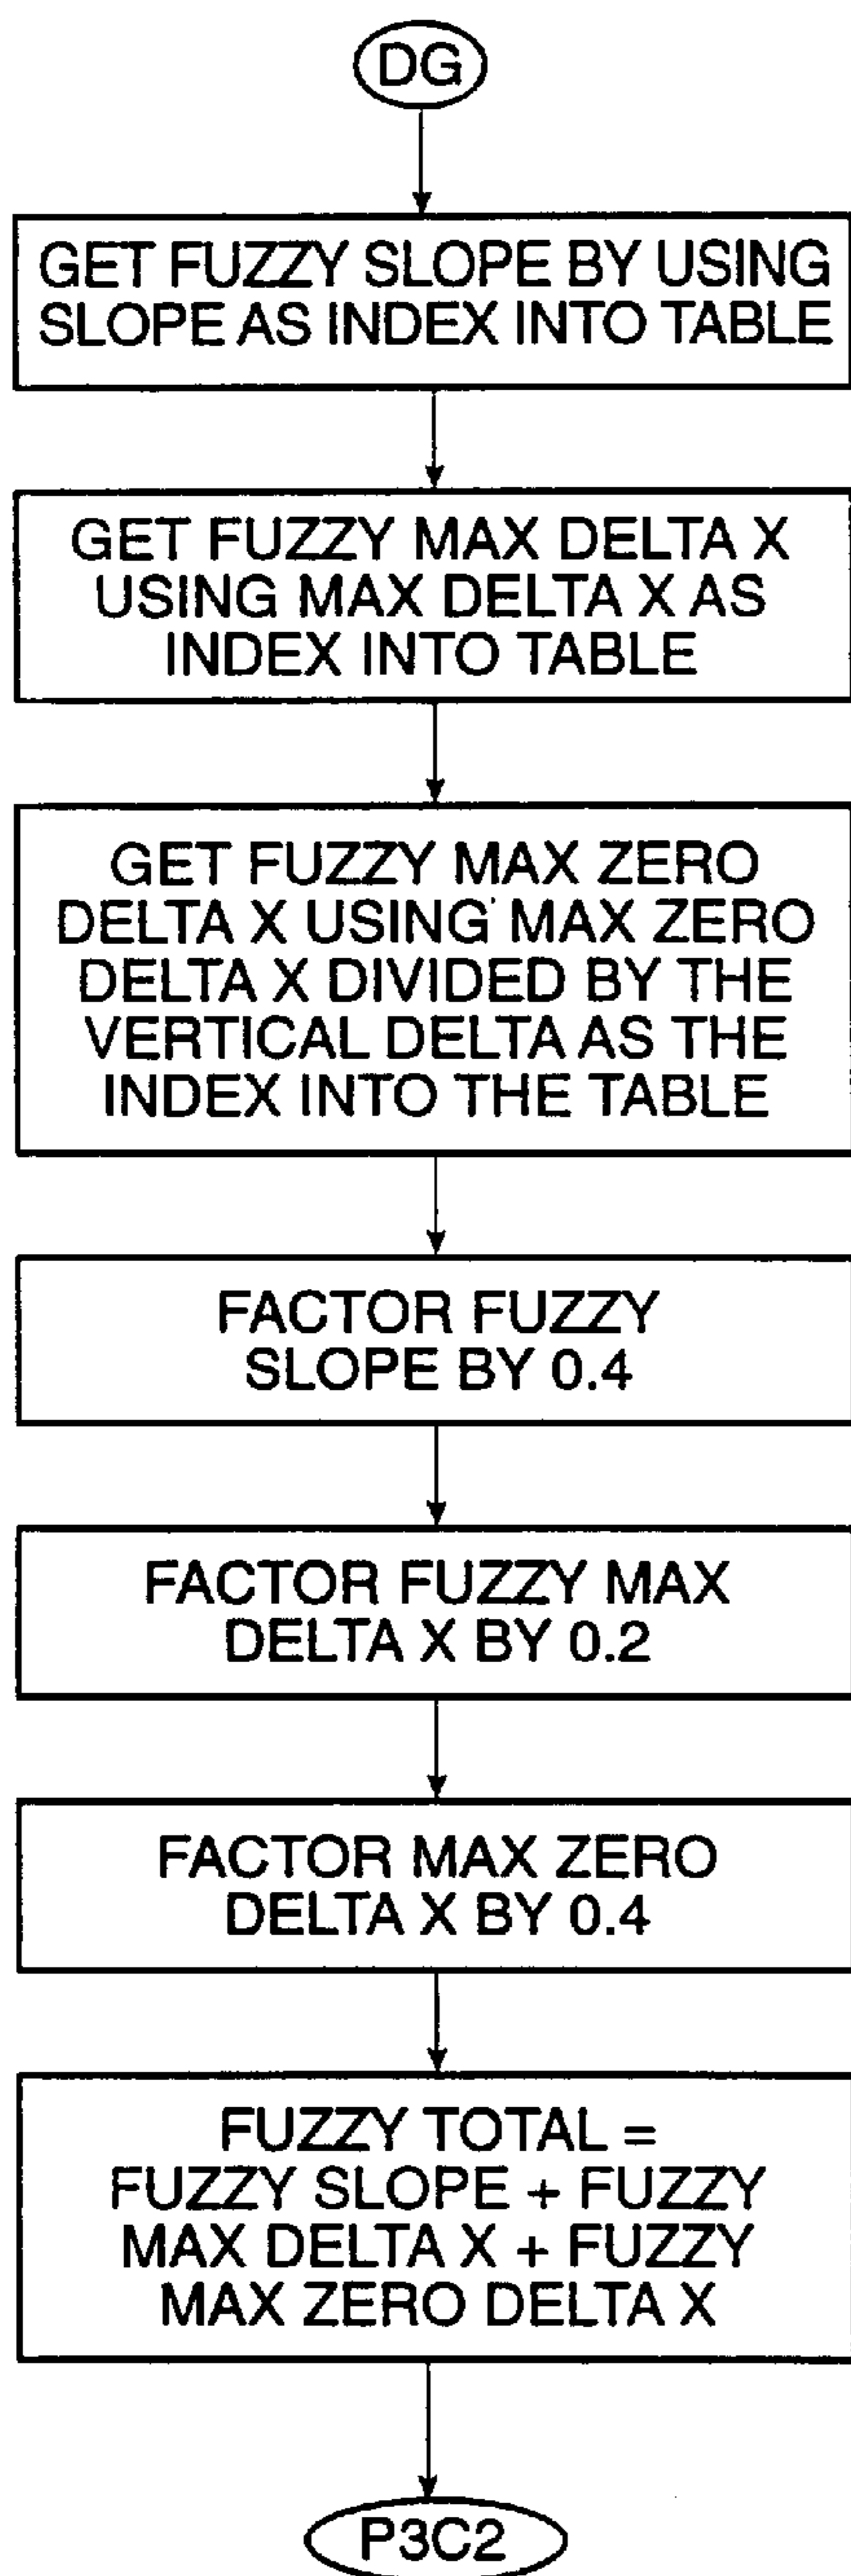 DG
GET FUZZY SLOPE BY USING
SLOPE AS INDEX INTO TABLE
GET FUZZY MAX DELTA X
USING MAX DELTA X AS
INDEX INTO TABLE
GET FUZZY MAX ZERO
DELTA X USING MAX ZERO
DELTA X DIVIDED BY THE
VERTICAL DELTA AS THE
INDEX INTO THE TABLE
FACTOR FUZZY
SLOPE BY 0.4
FACTOR FUZZY MAX
DELTA X BY 0.2
FACTOR MAX ZERO
DELTA X BY 0.4
FUZZY TOTAL =
FUZZY SLOPE + FUZZY
MAX DELTA X + FUZZY
MAX ZERO DELTA X
P3C2